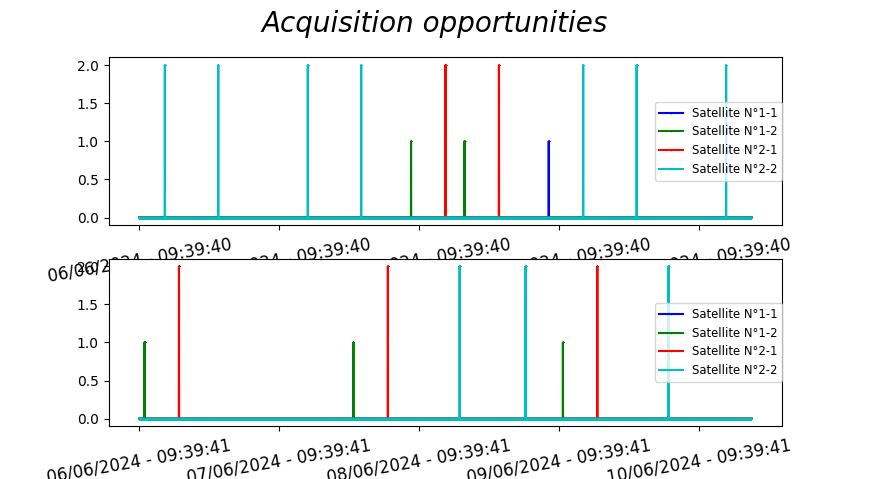 Acquisition opportunities
2.0
1.5
1.0
0.5
0.0
Satellite N°1-1
Satellite N°1-2
Satellite N°2-1
Satellite N°2-2
09:39:40
09:39:40
09:39:40
09:39:40
09:39:40
2.0
1.5
1.0
0.5
0.0
Satellite N°1-1
Satellite N°1-2
Satellite N°2-1
Satellite N°2-2
06/06/2024 - 09:39:41
07/06/2024 - 09:39:41
08/06/2024 - 09:39:41
09/06/2024 - 09:39:41
10/06/2024 - 09:39:41